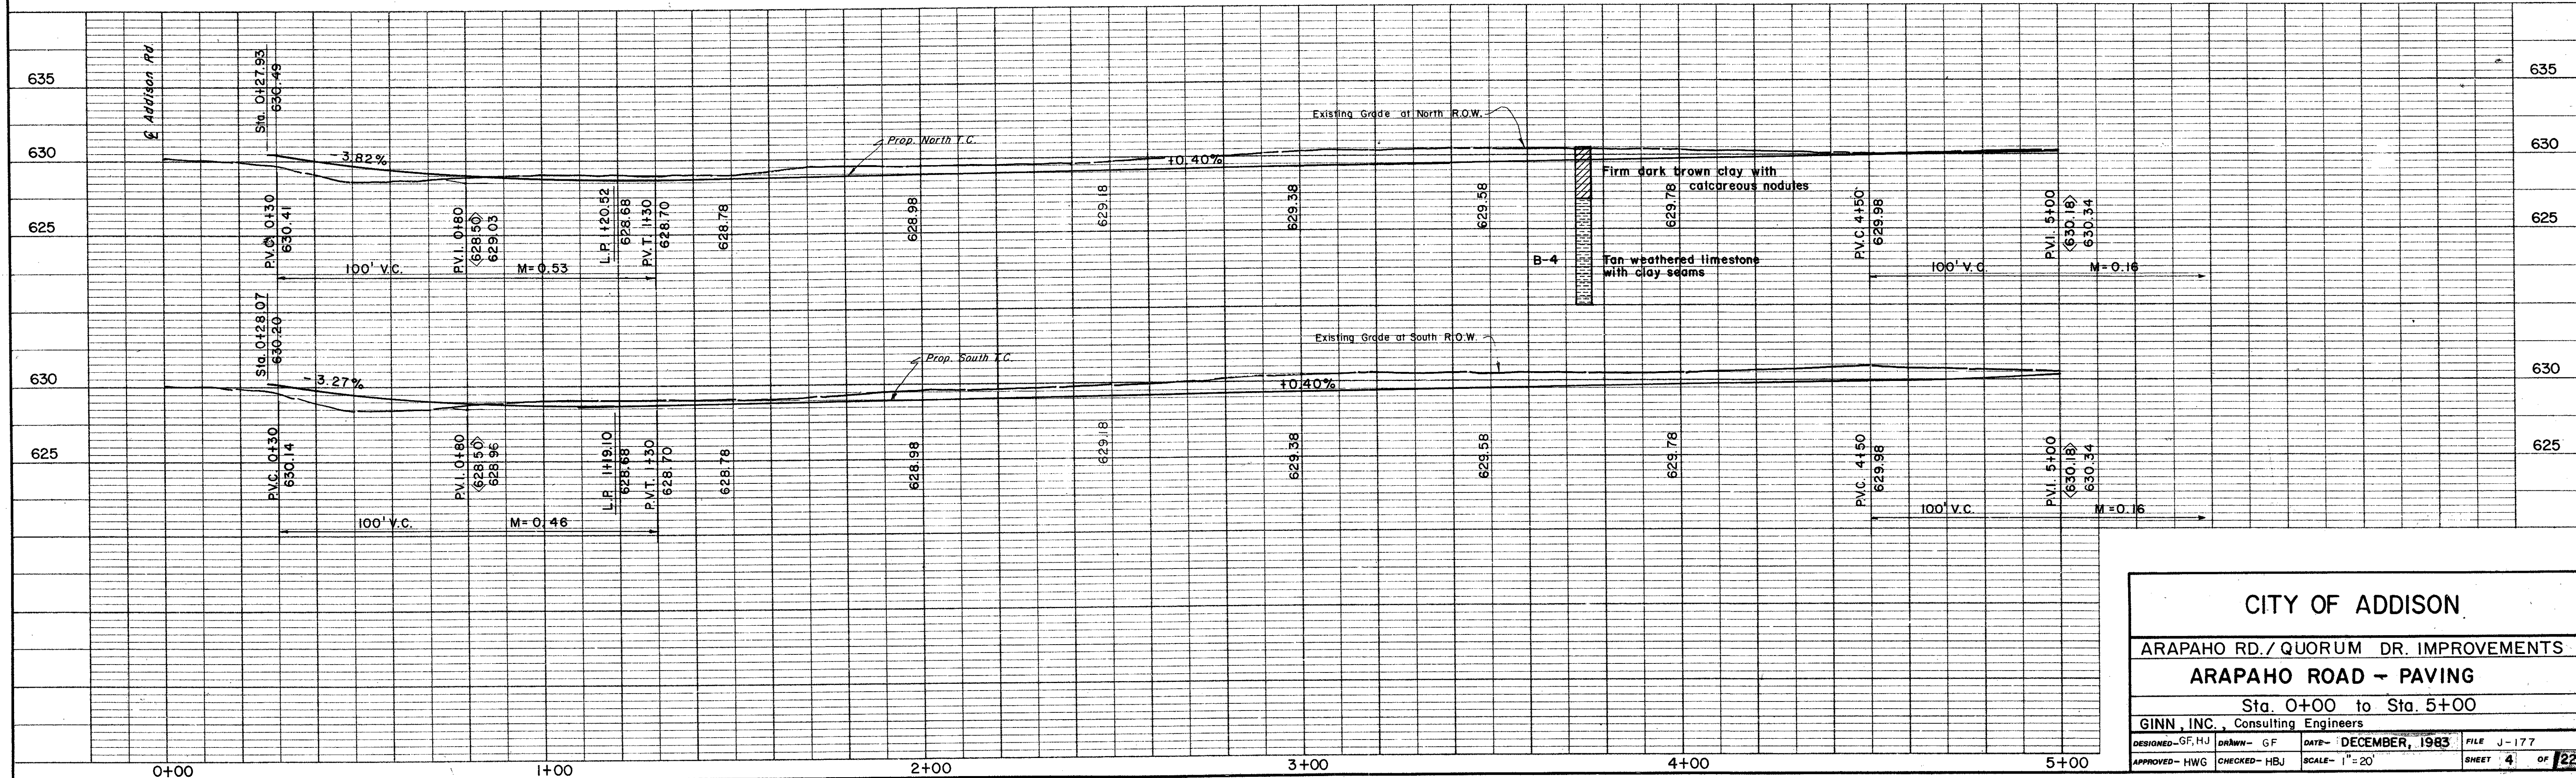 635
635
℄ Addison Rd.
Sta. 0+27.93
630.49
Existing Grade at North R.O.W.
Prop. North T.C.
630
-3.82%
+0.40%
630
Firm dark brown clay with
calcareous nodules
P.V.C. 0+30
630.41
P.V.I. 0+80
<628.50>
629.03
L.P. 1+20.52
628.68
P.V.T. 1+30
628.70
628.78
628.98
629.18
629.38
629.58
629.78
P.V.C. 4+50
629.98
P.V.I. 5+00
<630.18>
630.34
625
625
100' V.C.
M=0.53
B-4
Tan weathered limestone
with clay seams
100' V.C.
M=0.16
Sta. 0+28.07
630.20
Existing Grade at South R.O.W.
Prop. South T.C.
630
-3.27%
+0.40%
630
P.V.C. 0+30
630.14
P.V.I. 0+80
<628.50>
628.96
L.P. 1+19.10
628.68
P.V.T. 1+30
628.70
628.78
628.98
629.18
629.38
629.58
629.78
P.V.C. 4+50
629.98
P.V.I. 5+00
<630.18>
630.34
625
625
100' V.C.
M=0.46
100' V.C.
M=0.16
0+00
1+00
2+00
3+00
4+00
5+00
CITY OF ADDISON
ARAPAHO RD./QUORUM DR. IMPROVEMENTS
ARAPAHO ROAD - PAVING
Sta. 0+00 to Sta. 5+00
GINN, INC., Consulting Engineers
DESIGNED- GF, HJ DRAWN- GF DATE- DECEMBER, 1983 FILE J-177
APPROVED- HWG CHECKED- HBJ SCALE- 1"=20' SHEET 4 OF 22